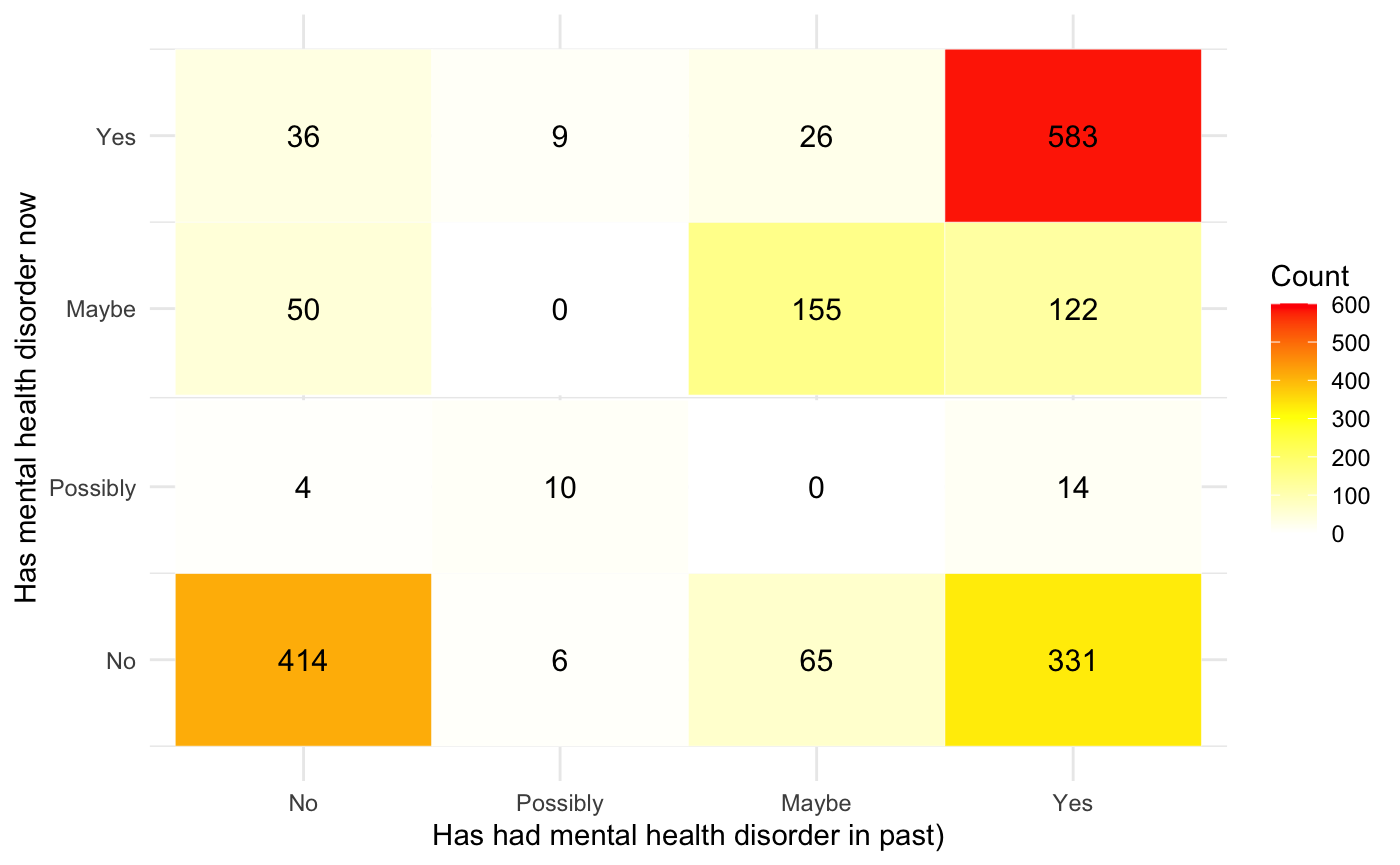 Has mental health disorder now
Yes
36 9 26 583
Maybe
50 0 155 122
Possibly
4 10 0 14
No
414 6 65 331
No Possibly Maybe Yes
Has had mental health disorder in past)
Count
600
500
400
300
200
100
0